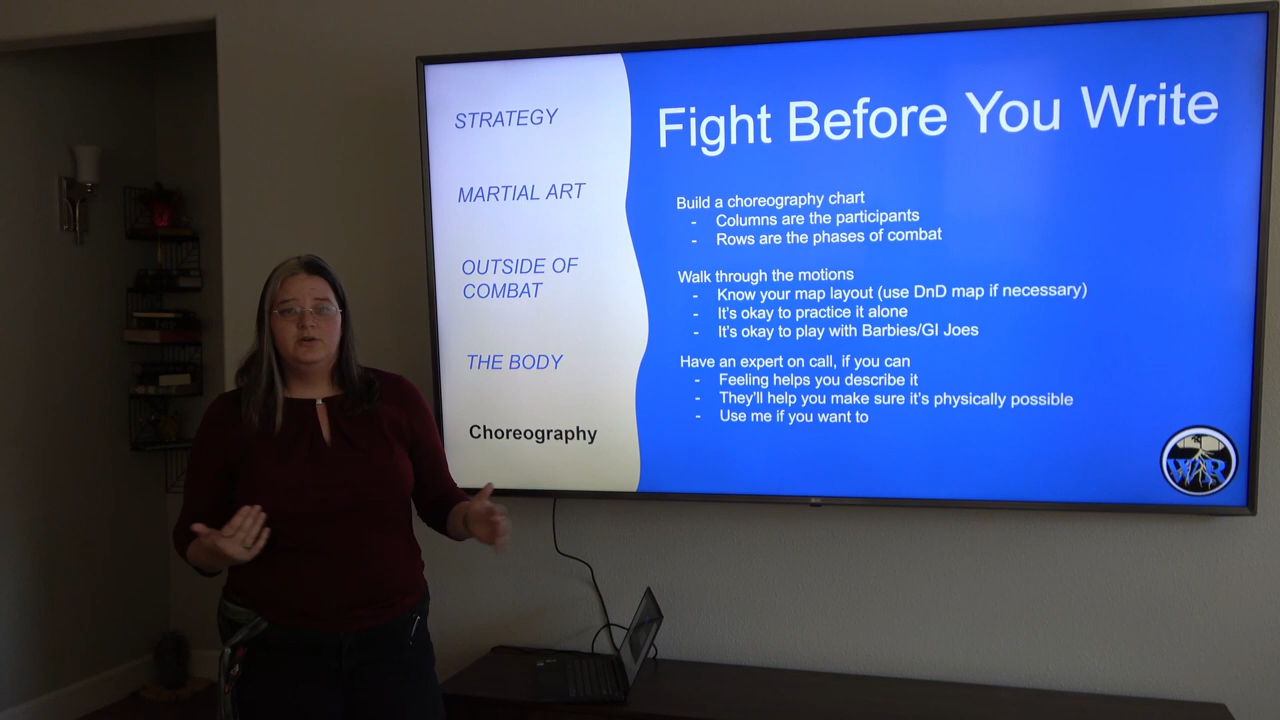 STRATEGY
MARTIAL ART
OUTSIDE OF
COMBAT
THE BODY
Choreography
Fight Before You Write
Build a choreography chart
- Columns are the participants
- Rows are the phases of combat
Walk through the motions
- Know your map layout (use DnD map if necessary)
- It's okay to practice it alone
- It's okay to play with Barbies/GI Joes
Have an expert on call, if you can
- Feeling helps you describe it
- They'll help you make sure it's physically possible
- Use me if you want to
WR
LG